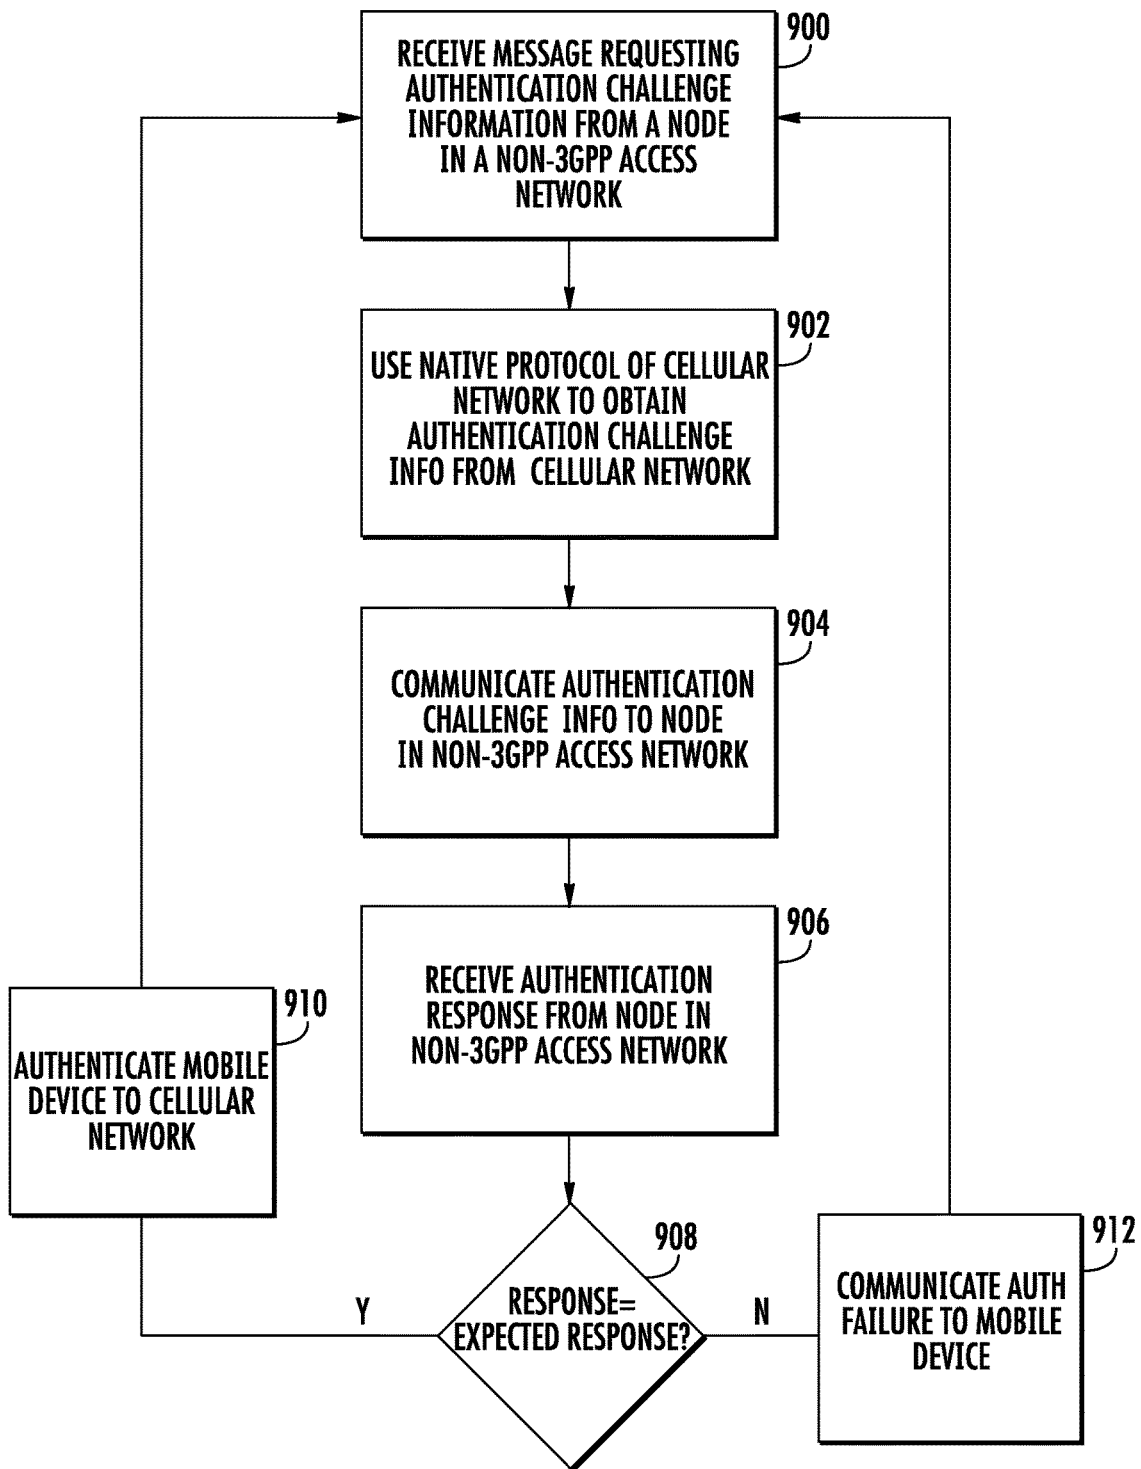 900
RECEIVE MESSAGE REQUESTING
AUTHENTICATION CHALLENGE
INFORMATION FROM A NODE
IN A NON-3GPP ACCESS
NETWORK
902
USE NATIVE PROTOCOL OF CELLULAR
NETWORK TO OBTAIN
AUTHENTICATION CHALLENGE
INFO FROM CELLULAR NETWORK
904
COMMUNICATE AUTHENTICATION
CHALLENGE INFO TO NODE
IN NON-3GPP ACCESS NETWORK
906
RECEIVE AUTHENTICATION
RESPONSE FROM NODE IN
NON-3GPP ACCESS NETWORK
910
AUTHENTICATE MOBILE
DEVICE TO CELLULAR
NETWORK
908
RESPONSE=
EXPECTED RESPONSE?
Y
N
912
COMMUNICATE AUTH
FAILURE TO MOBILE
DEVICE